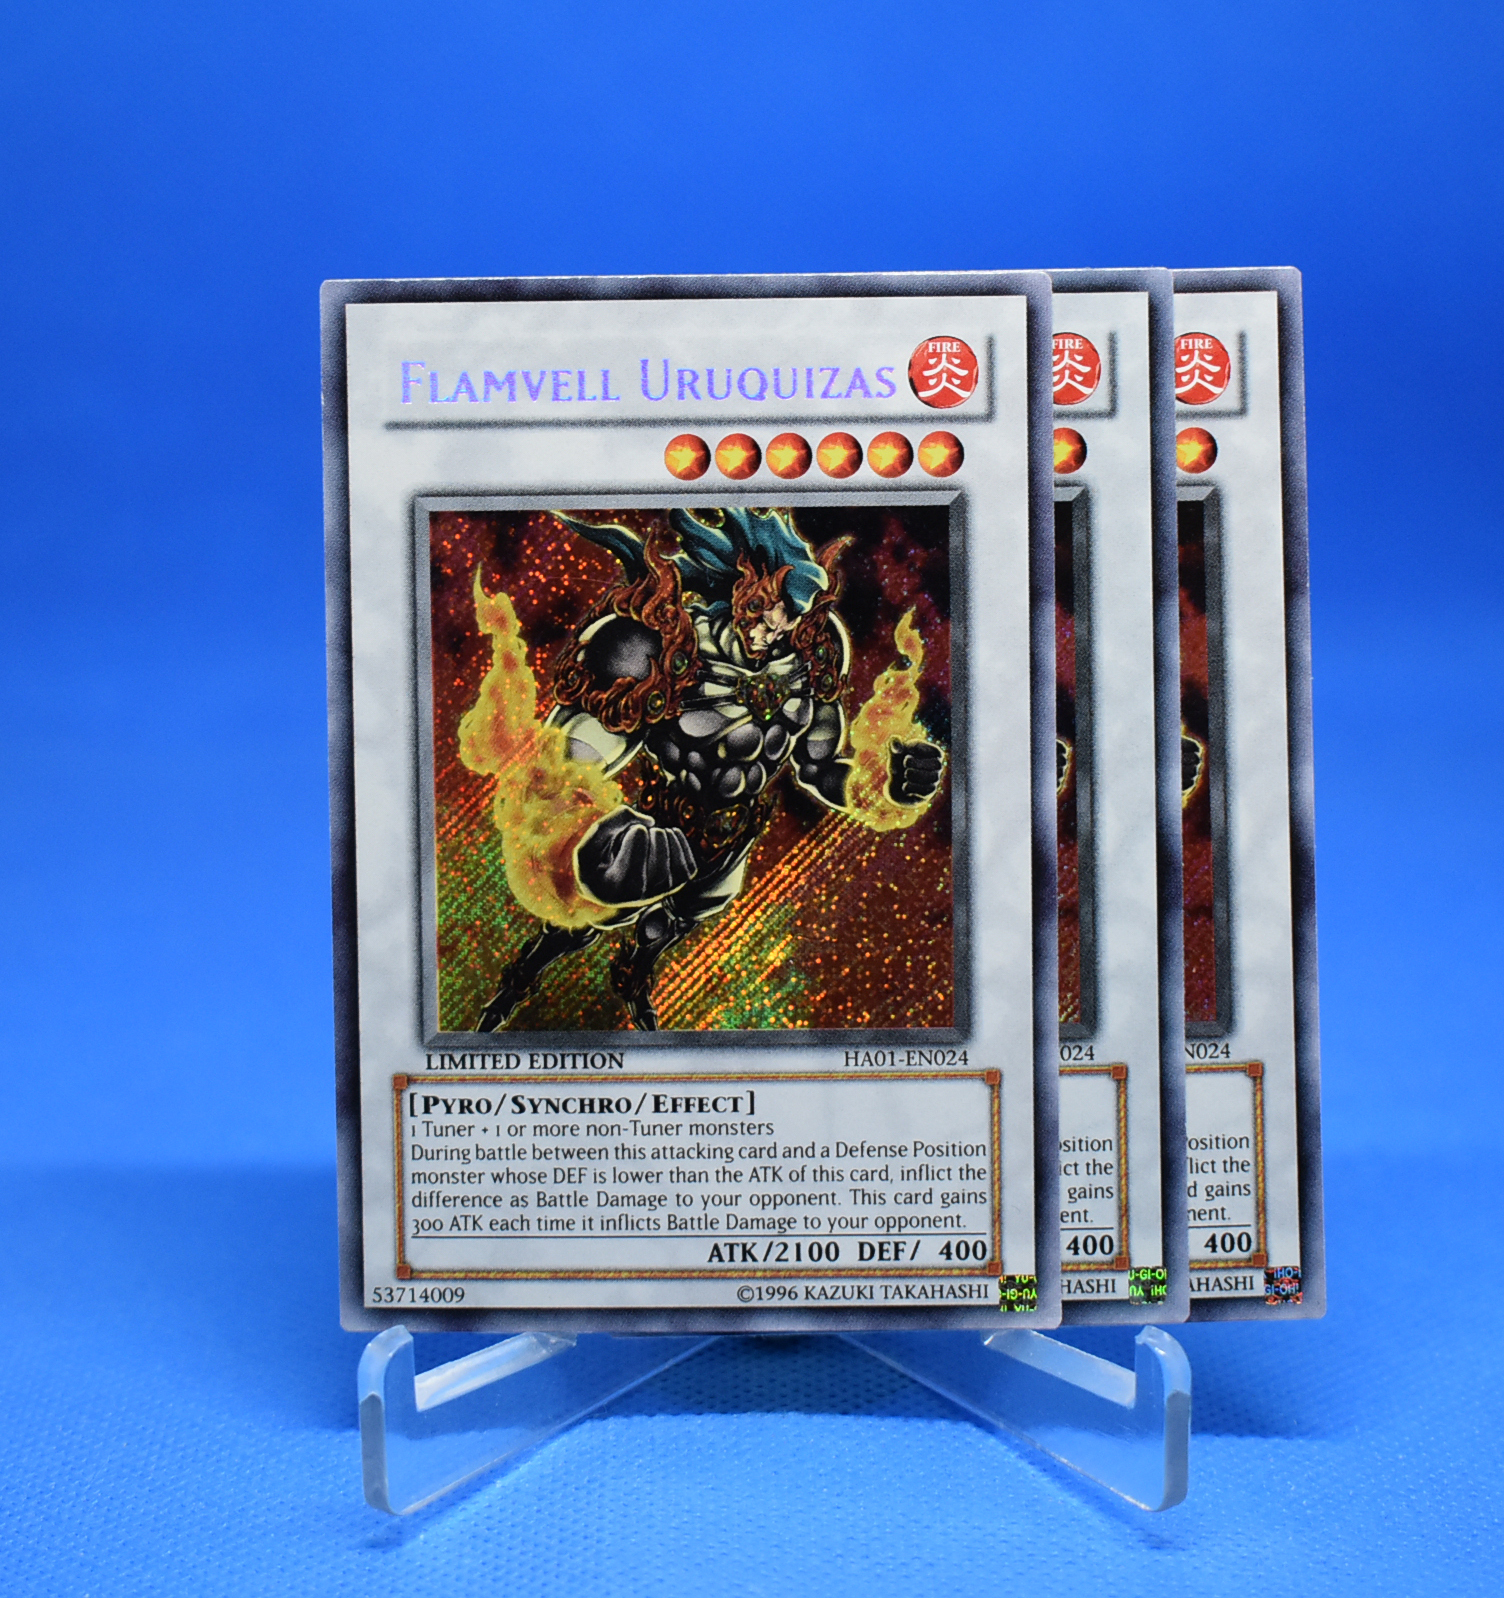 FLAMVELL URUQUIZAS
FIRE
炎
FIRE
炎
FIRE
炎
LIMITED EDITION HA01-EN024
024
N024
[PYRO/SYNCHRO/EFFECT]
1 Tuner + 1 or more non-Tuner monsters
During battle between this attacking card and a Defense Position
monster whose DEF is lower than the ATK of this card, inflict the
difference as Battle Damage to your opponent. This card gains
300 ATK each time it inflicts Battle Damage to your opponent.
ATK/2100 DEF/ 400
53714009 ©1996 KAZUKI TAKAHASHI
sition
ict the
gains
ent.
400
HASHI
osition
lict the
d gains
nent.
400
AHASHI